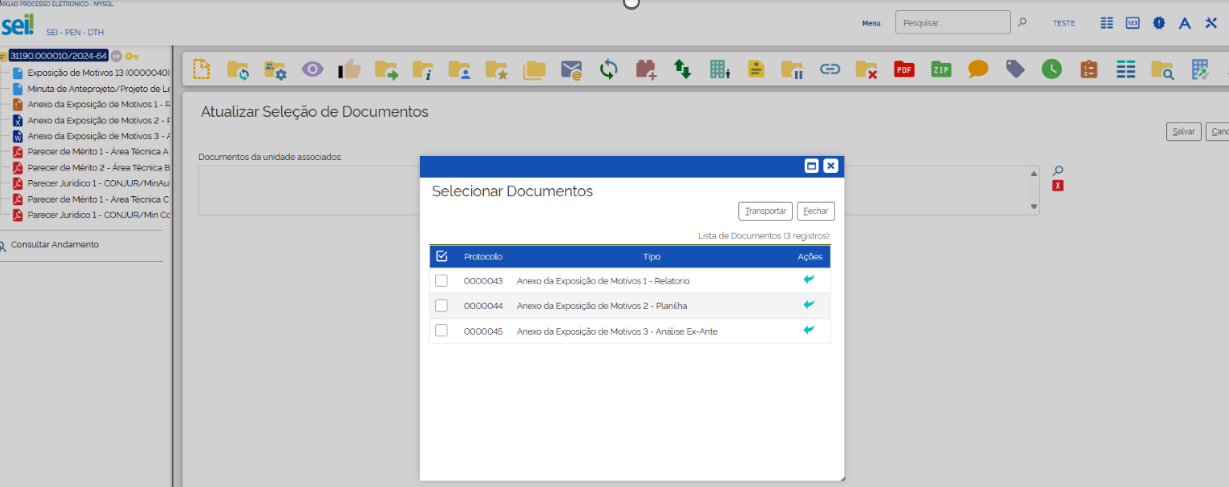 ORGAO PROCESSO ELETRONICO - MYSQL
sei!
SEI - PEN - DTH
Menu
Pesquisar...
TESTE
31190.000010/2024-64
Exposição de Motivos 13 (0000040)
Minuta de Anteprojeto/Projeto de Le
Anexo da Exposição de Motivos 1 - R
Anexo da Exposição de Motivos 2 - P
Anexo da Exposição de Motivos 3 - A
Parecer de Mérito 1 - Área Técnica A
Parecer de Mérito 2 - Área Técnica B
Parecer Juridico 1 - CONJUR/MinAu
Parecer de Mérito 1 - Área Técnica C
Parecer Juridico 1 - CONJUR/Min Co
Consultar Andamento
PDF
ZIP
Atualizar Seleção de Documentos
Salvar
Canc
Documentos da unidade associados:
Selecionar Documentos
Transportar
Fechar
Lista de Documentos (3 registros):
Protocolo Tipo Ações
0000043 Anexo da Exposição de Motivos 1 - Relatorio
0000044 Anexo da Exposição de Motivos 2 - Planilha
0000045 Anexo da Exposição de Motivos 3 - Análise Ex-Ante